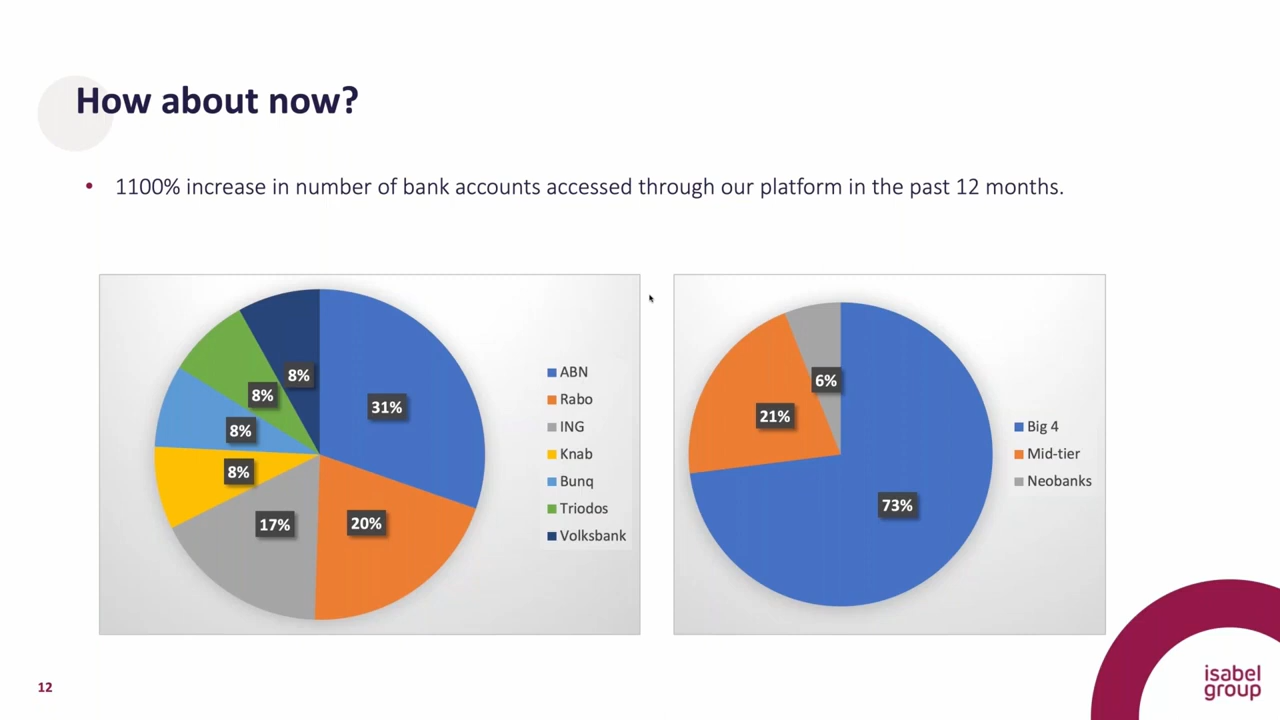 How about now?
• 1100% increase in number of bank accounts accessed through our platform in the past 12 months.
31%
20%
17%
8%
8%
8%
8%
ABN
Rabo
ING
Knab
Bunq
Triodos
Volksbank
73%
21%
6%
Big 4
Mid-tier
Neobanks
12
isabel
group